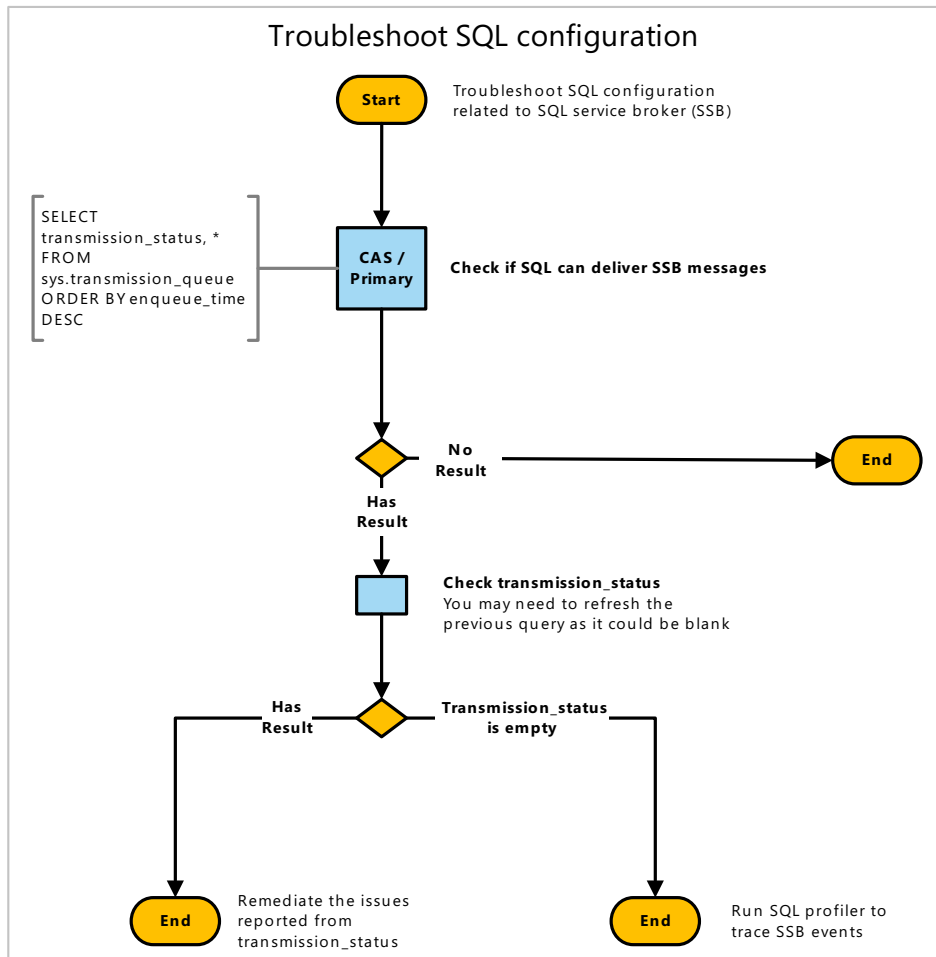 Troubleshoot SQL configuration
Start
Troubleshoot SQL configuration
related to SQL service broker (SSB)
SELECT
transmission_status, *
FROM
sys.transmission_queue
ORDER BY enqueue_time
DESC
CAS /
Primary
Check if SQL can deliver SSB messages
No
Result
End
Has
Result
Check transmission_status
You may need to refresh the
previous query as it could be blank
Has
Result
Transmission_status
is empty
End
Remediate the issues
reported from
transmission_status
End
Run SQL profiler to
trace SSB events